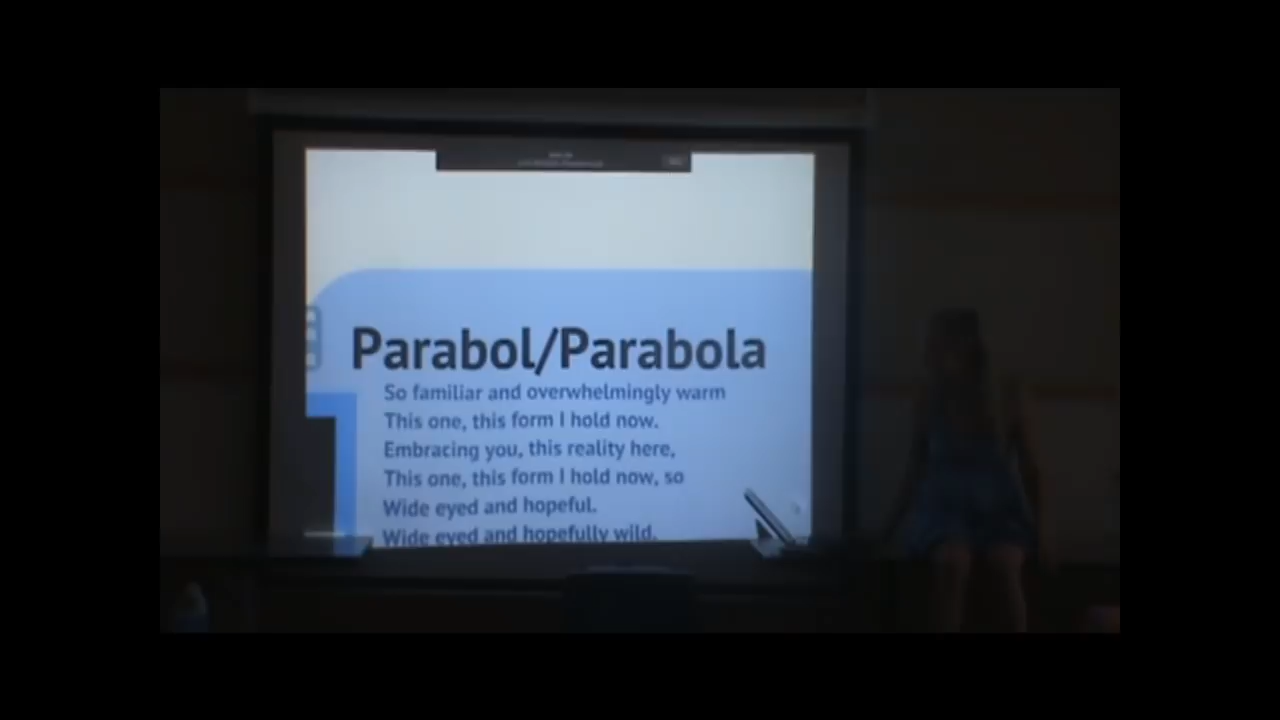 Parabol/Parabola
So familiar and overwhelmingly warm
This one, this form I hold now.
Embracing you, this reality here,
This one, this form I hold now, so
Wide eyed and hopeful.
Wide eyed and hopefully wild.